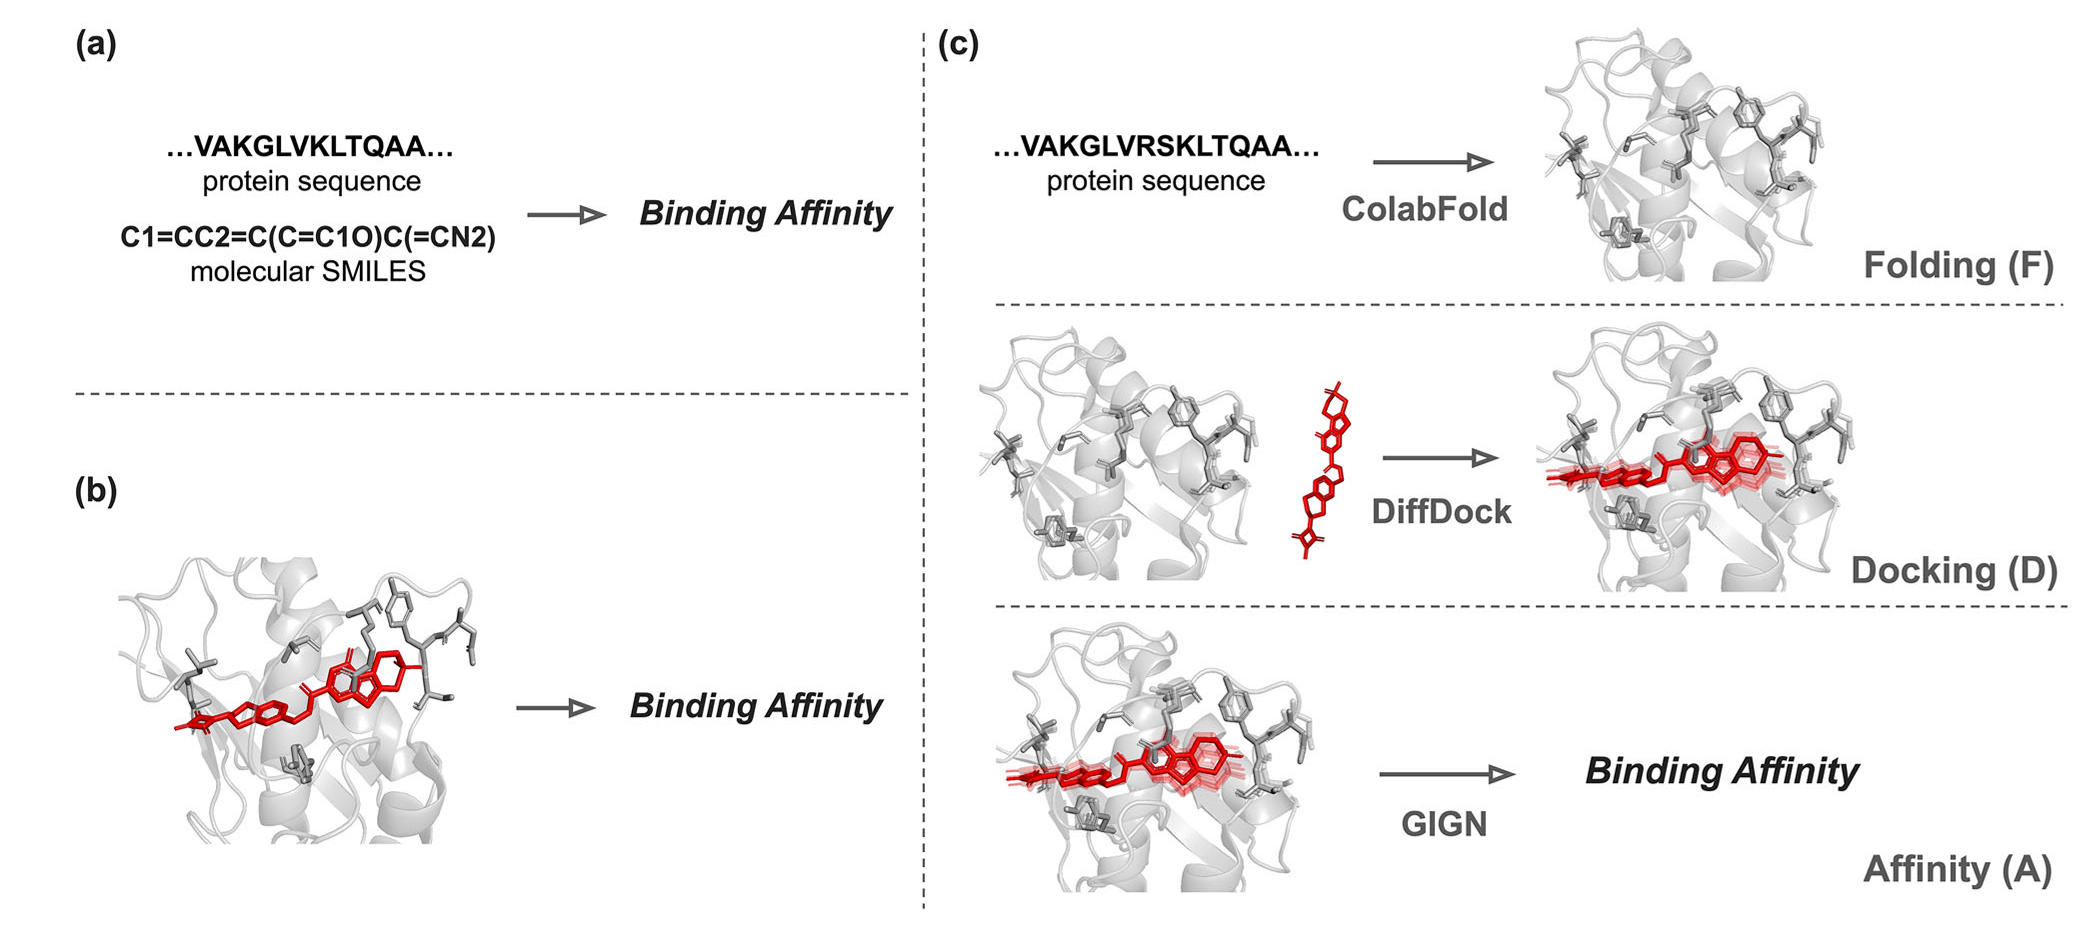 (a)
...VAKGLVKLTQAA...
protein sequence
C1=CC2=C(C=C1O)C(=CN2)
molecular SMILES
Binding Affinity
(b)
Binding Affinity
(c)
...VAKGLVRSKLTQAA...
protein sequence
ColabFold
Folding (F)
DiffDock
Docking (D)
GIGN
Binding Affinity
Affinity (A)